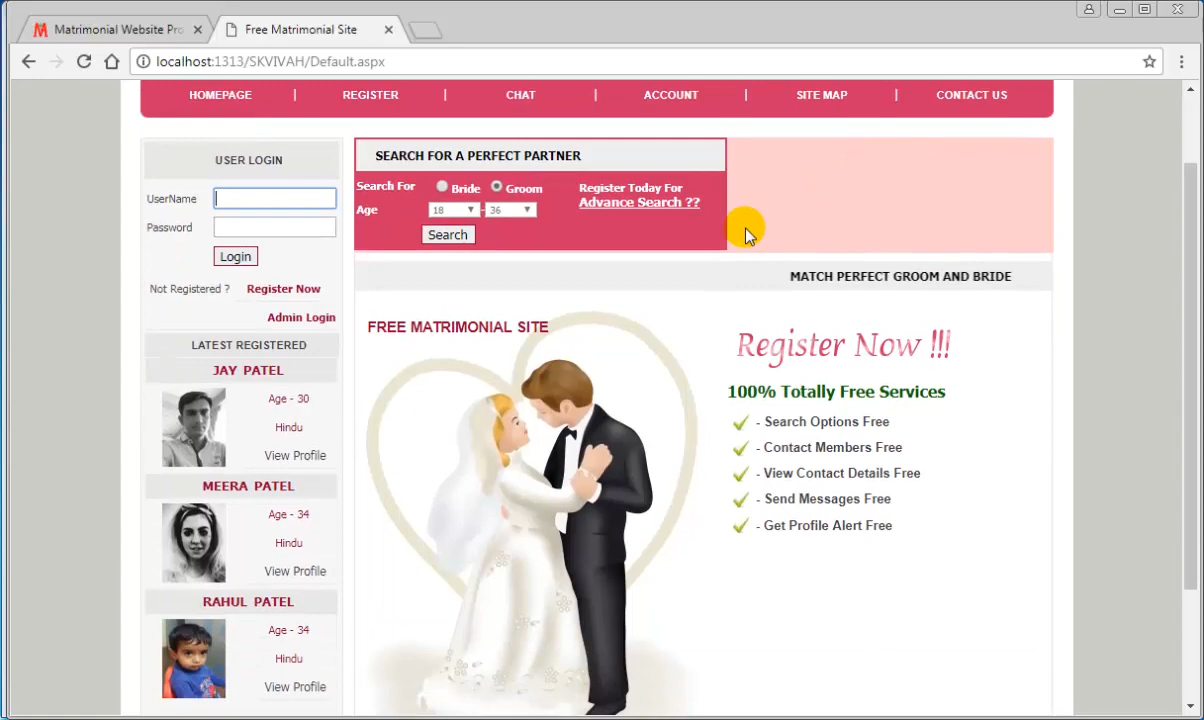 Matrimonial Website Pro
Free Matrimonial Site
localhost:1313/SKVIVAH/Default.aspx
HOMEPAGE | REGISTER | CHAT | ACCOUNT | SITE MAP | CONTACT US
USER LOGIN
UserName
Password
Login
Not Registered ? Register Now
Admin Login
LATEST REGISTERED
JAY PATEL
Age - 30
Hindu
View Profile
MEERA PATEL
Age - 34
Hindu
View Profile
RAHUL PATEL
Age - 34
Hindu
View Profile
SEARCH FOR A PERFECT PARTNER
Search For Bride Groom
Age 18 - 36
Search
Register Today For
Advance Search ??
MATCH PERFECT GROOM AND BRIDE
FREE MATRIMONIAL SITE
Register Now !!!
100% Totally Free Services
- Search Options Free
- Contact Members Free
- View Contact Details Free
- Send Messages Free
- Get Profile Alert Free